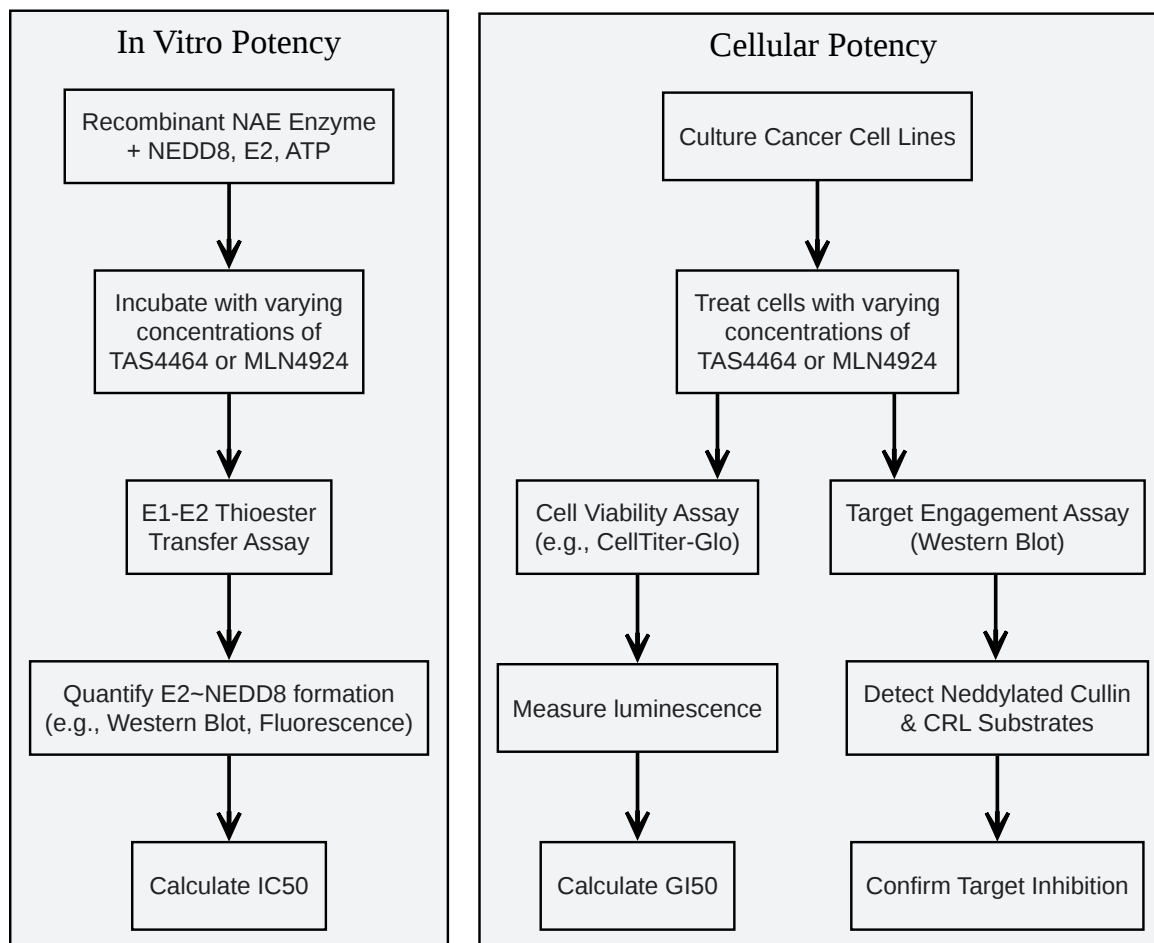 In Vitro Potency
Recombinant NAE Enzyme
+ NEDD8, E2, ATP
Incubate with varying
concentrations of
TAS4464 or MLN4924
E1-E2 Thioester
Transfer Assay
Quantify E2~NEDD8 formation
(e.g., Western Blot, Fluorescence)
Calculate IC50
Cellular Potency
Culture Cancer Cell Lines
Treat cells with varying
concentrations of
TAS4464 or MLN4924
Cell Viability Assay
(e.g., CellTiter-Glo)
Measure luminescence
Calculate GI50
Target Engagement Assay
(Western Blot)
Detect Neddylated Cullin
& CRL Substrates
Confirm Target Inhibition